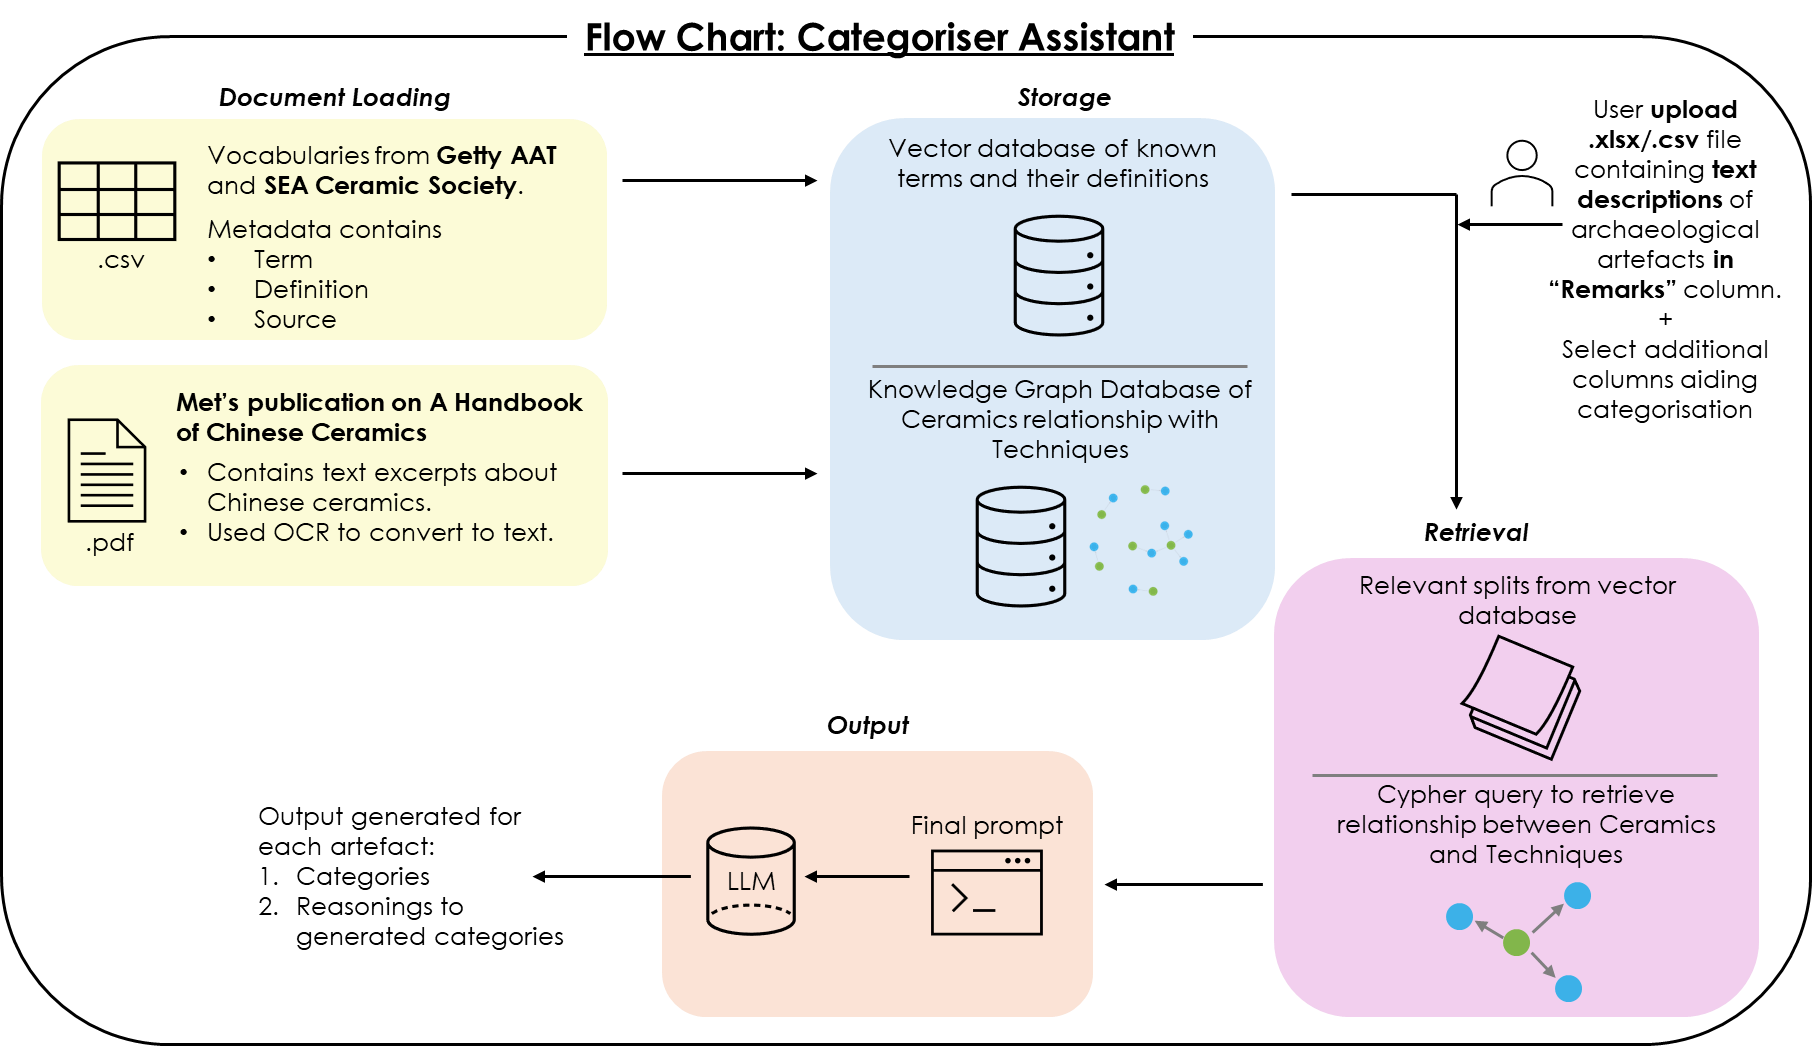 Flow Chart: Categoriser Assistant
Document Loading
.csv
Vocabularies from Getty AAT
and SEA Ceramic Society.
Metadata contains
• Term
• Definition
• Source
.pdf
Met's publication on A Handbook
of Chinese Ceramics
• Contains text excerpts about
Chinese ceramics.
• Used OCR to convert to text.
Storage
Vector database of known
terms and their definitions
Knowledge Graph Database of
Ceramics relationship with
Techniques
User upload
.xlsx/.csv file
containing text
descriptions of
archaeological
artefacts in
“Remarks” column.
+
Select additional
columns aiding
categorisation
Retrieval
Relevant splits from vector
database
Cypher query to retrieve
relationship between Ceramics
and Techniques
Output
Final prompt
LLM
Output generated for
each artefact:
1. Categories
2. Reasonings to
generated categories